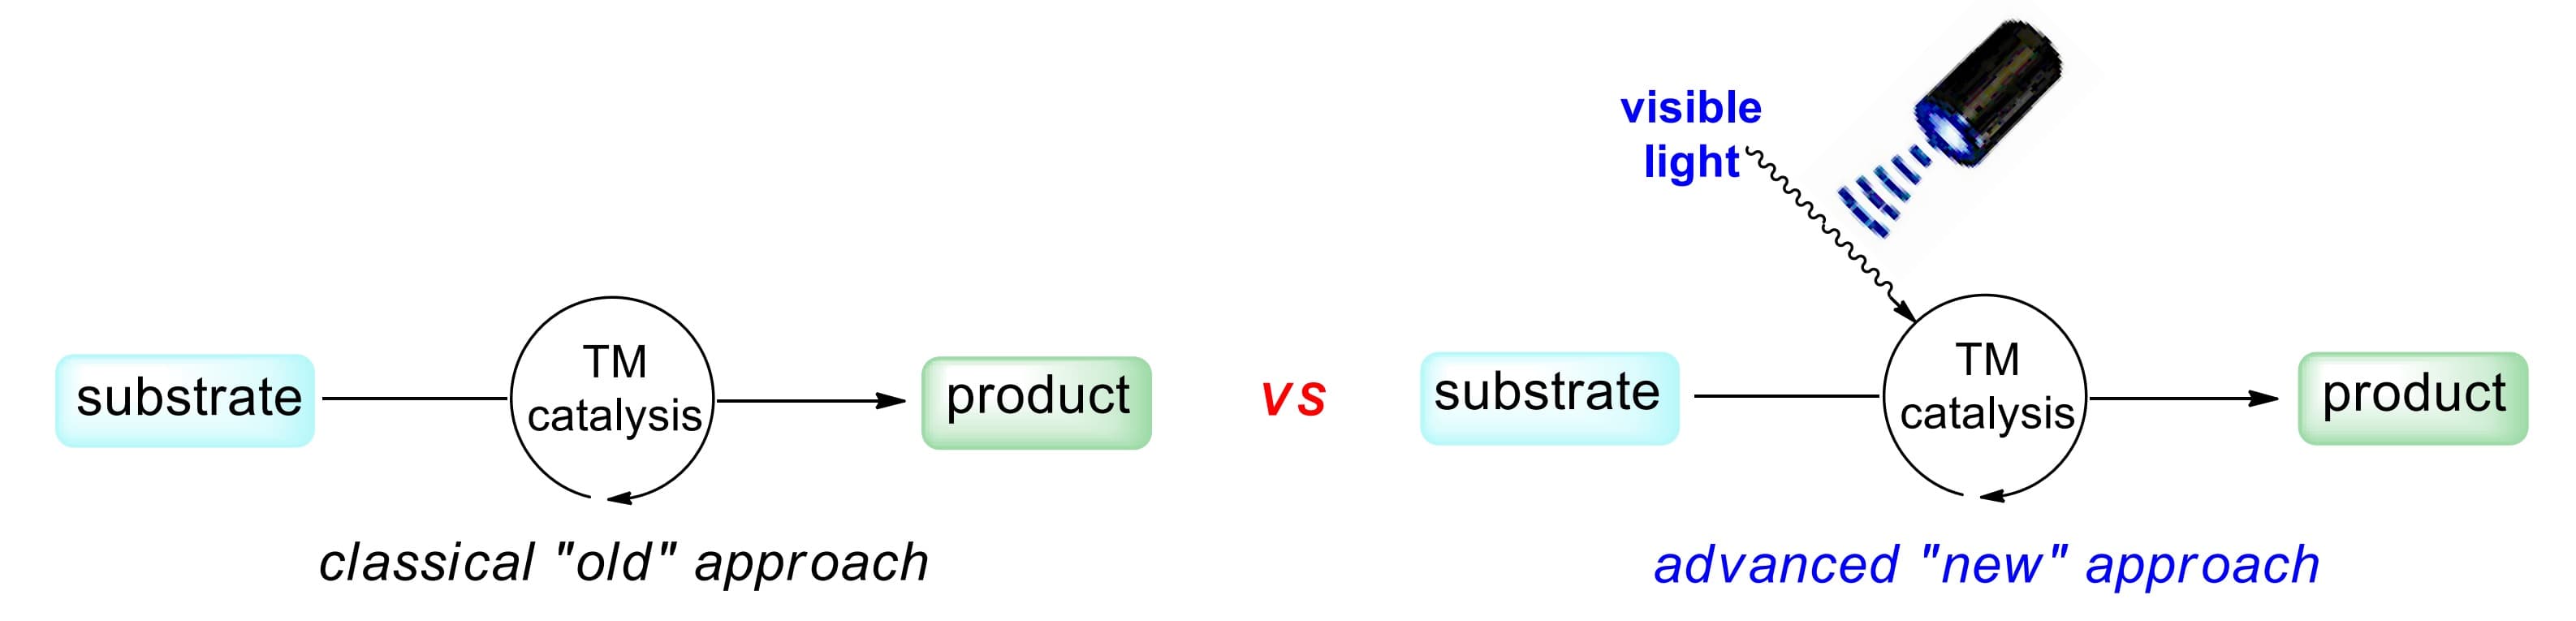 substrate
TM
catalysis
product
classical "old" approach
vs
visible
light
substrate
TM
catalysis
product
advanced "new" approach